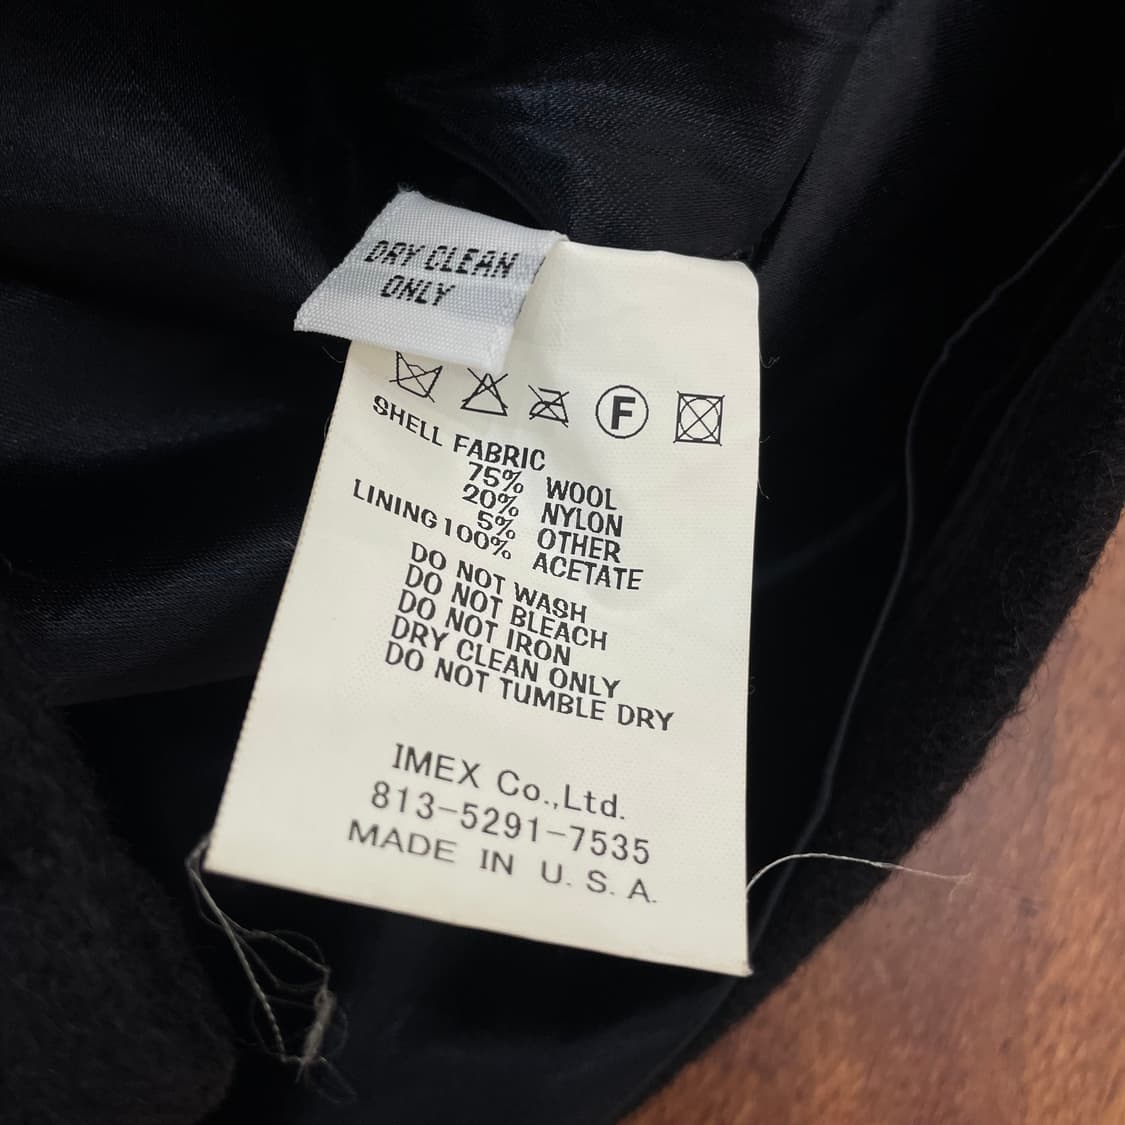 DRY CLEAN
ONLY
F
SHELL FABRIC
75% WOOL
20% NYLON
5% OTHER
LINING 100% ACETATE
DO NOT WASH
DO NOT BLEACH
DO NOT IRON
DRY CLEAN ONLY
DO NOT TUMBLE DRY
IMEX Co.,Ltd.
813-5291-7535
MADE IN U.S.A.